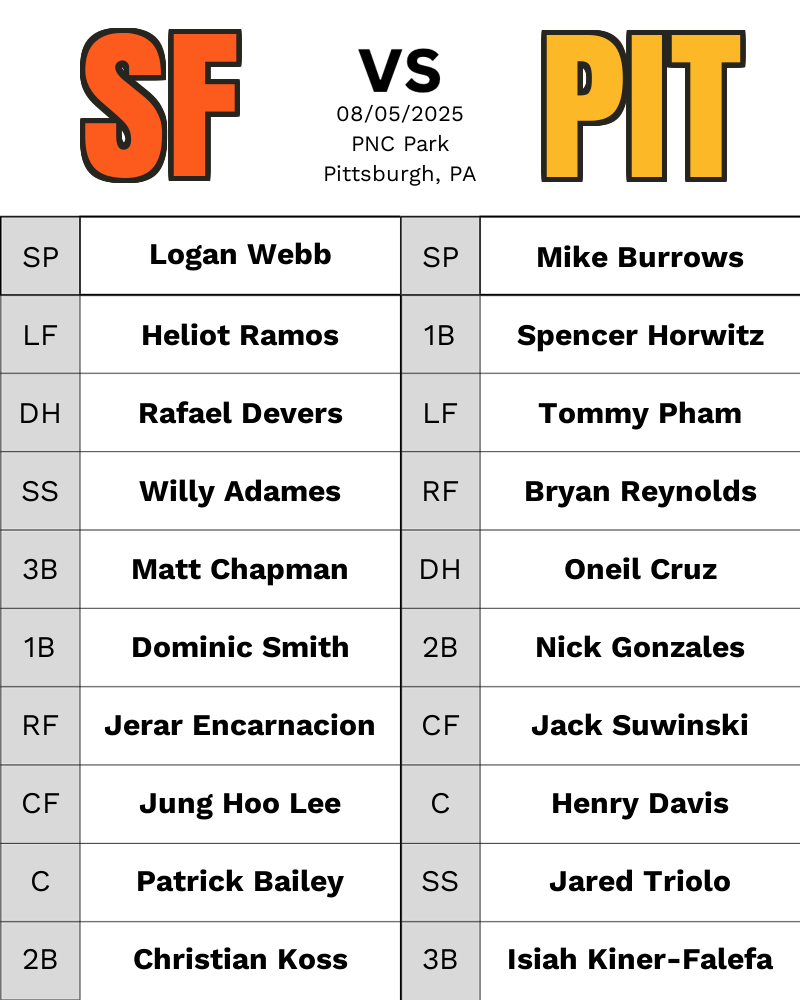 SF
VS
08/05/2025
PNC Park
Pittsburgh, PA
PIT
SP Logan Webb SP Mike Burrows
LF Heliot Ramos 1B Spencer Horwitz
DH Rafael Devers LF Tommy Pham
SS Willy Adames RF Bryan Reynolds
3B Matt Chapman DH Oneil Cruz
1B Dominic Smith 2B Nick Gonzales
RF Jerar Encarnacion CF Jack Suwinski
CF Jung Hoo Lee C Henry Davis
C Patrick Bailey SS Jared Triolo
2B Christian Koss 3B Isiah Kiner-Falefa